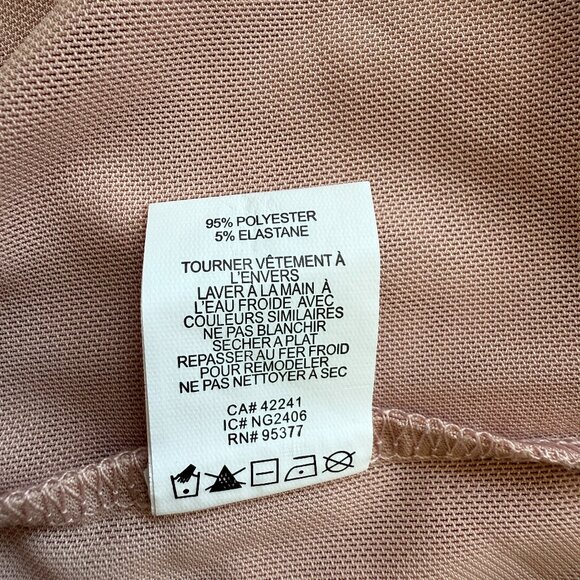 95% POLYESTER
5% ELASTANE
TOURNER VÊTEMENT À
L'ENVERS
LAVER À LA MAIN À
L'EAU FROIDE AVEC
COULEURS SIMILAIRES
NE PAS BLANCHIR
SECHER A PLAT
REPASSER AU FER FROID
POUR REMODELER
NE PAS NETTOYER À SEC
CA# 42241
IC# NG2406
RN# 95377